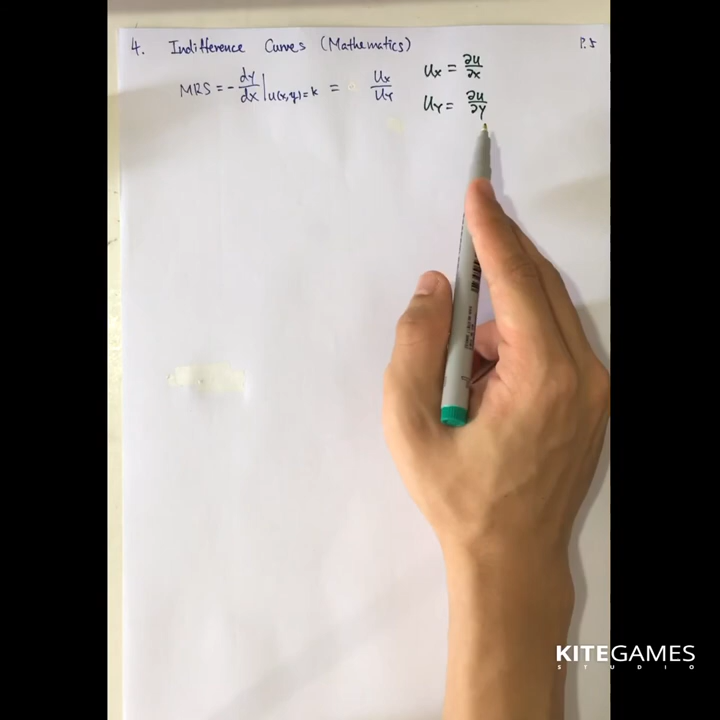 4. Indifference Curves (Mathematics) P.5
MRS = - dy/dx | u(x,y)=k = Ux/UY
Ux = ∂u/∂x
UY = ∂u/∂Y
KITEGAMES
STUDIO